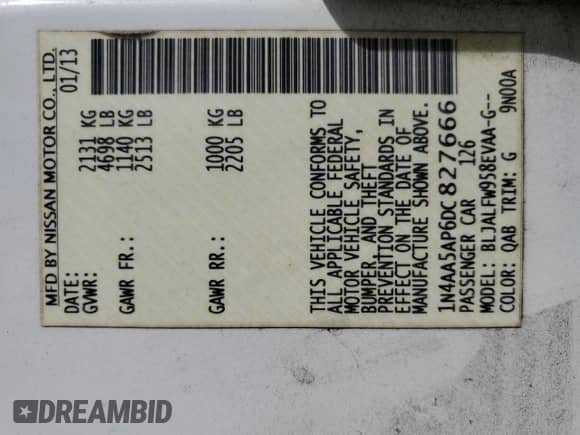 MFD BY NISSAN MOTOR CO., LTD.
DATE: 01/13
GVWR: 2131 KG
4698 LB
GAWR FR.: 1140 KG
2513 LB
GAWR RR.: 1000 KG
2205 LB
THIS VEHICLE CONFORMS TO
ALL APPLICABLE FEDERAL
MOTOR VEHICLE SAFETY,
BUMPER, AND THEFT
PREVENTION STANDARDS IN
EFFECT ON THE DATE OF
MANUFACTURE SHOWN ABOVE.
1N4AA5AP6DC827666
PASSENGER CAR 126
MODEL: BLJALFW958EVAA-G--
COLOR: QAB TRIM: G 9N00A
DREAMBID